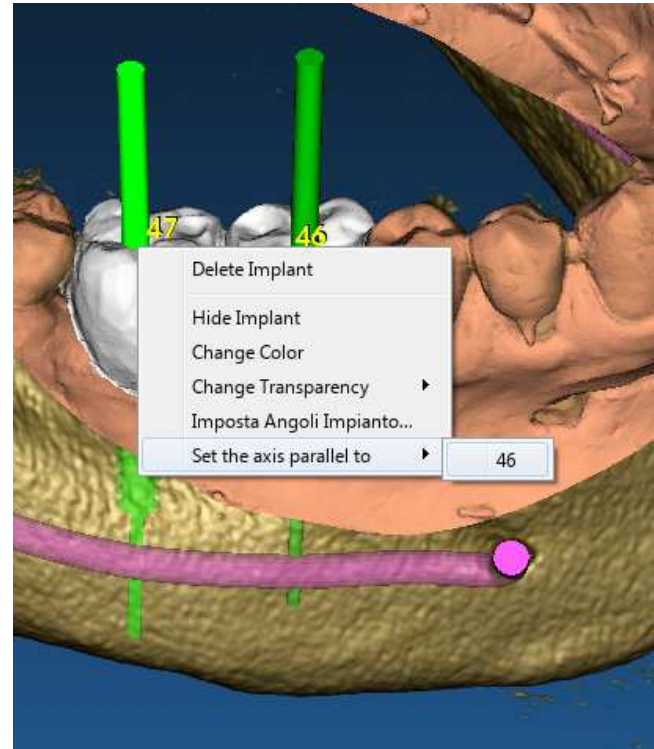 47
46
Delete Implant
Hide Implant
Change Color
Change Transparency
Imposta Angoli Impianto...
Set the axis parallel to
46